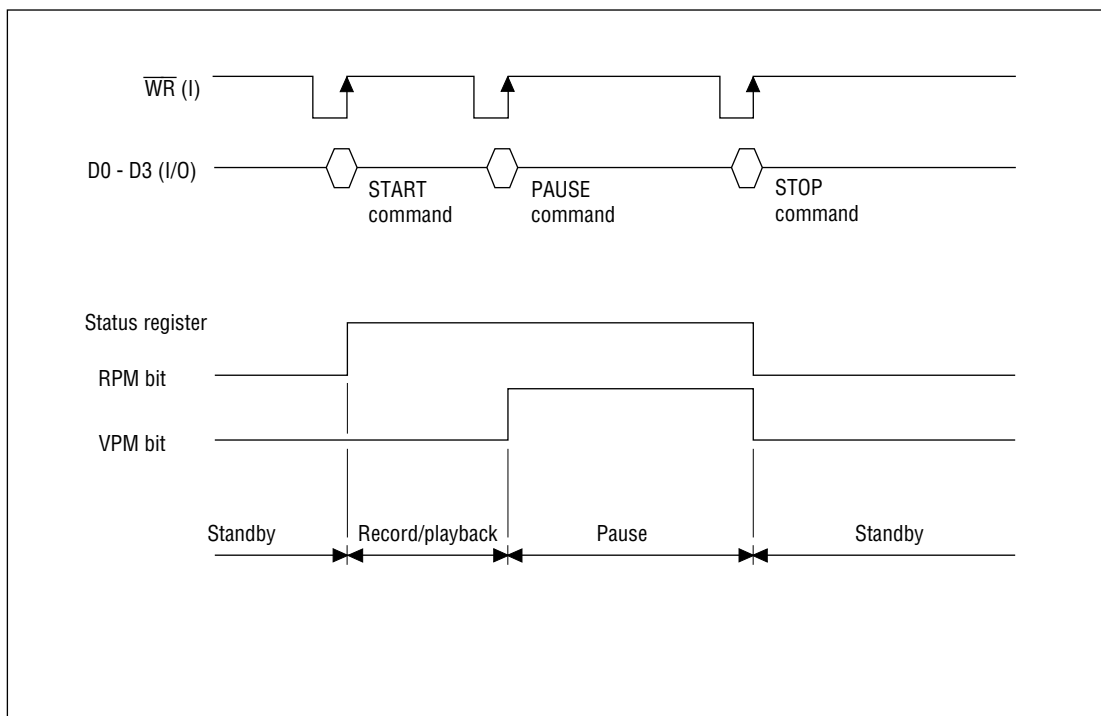 WR (I)
D0 - D3 (I/O)
START
command
PAUSE
command
STOP
command
Status register
RPM bit
VPM bit
Standby
Record/playback
Pause
Standby